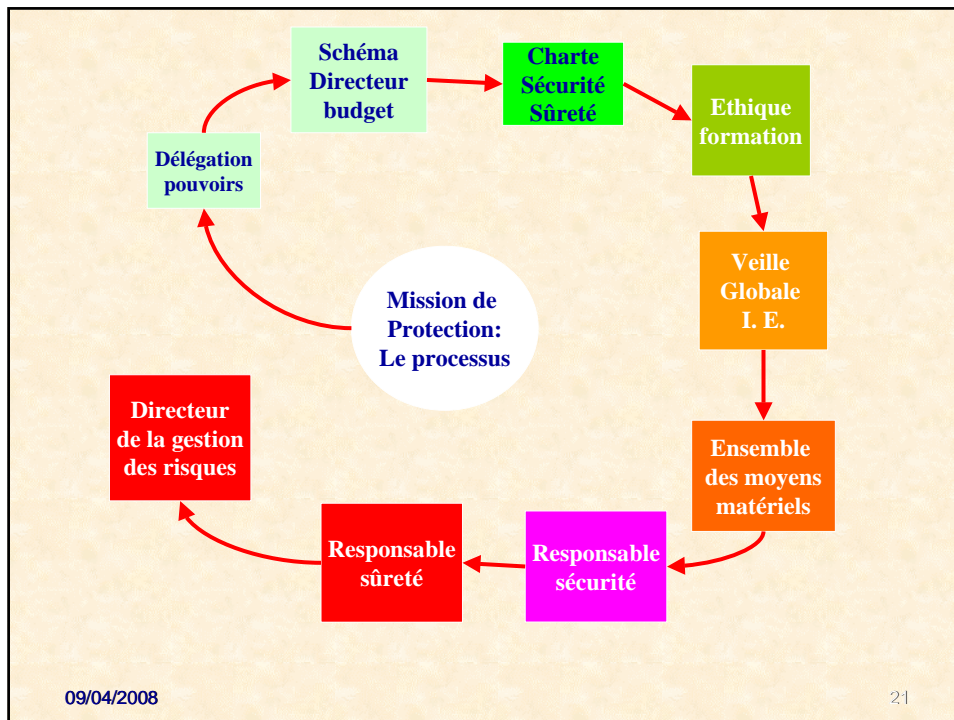 Schéma
Directeur
budget
Charte
Sécurité
Sûreté
Ethique
formation
Délégation
pouvoirs
Veille
Globale
I. E.
Mission de
Protection:
Le processus
Directeur
de la gestion
des risques
Ensemble
des moyens
matériels
Responsable
sûreté
Responsable
sécurité
09/04/2008
21